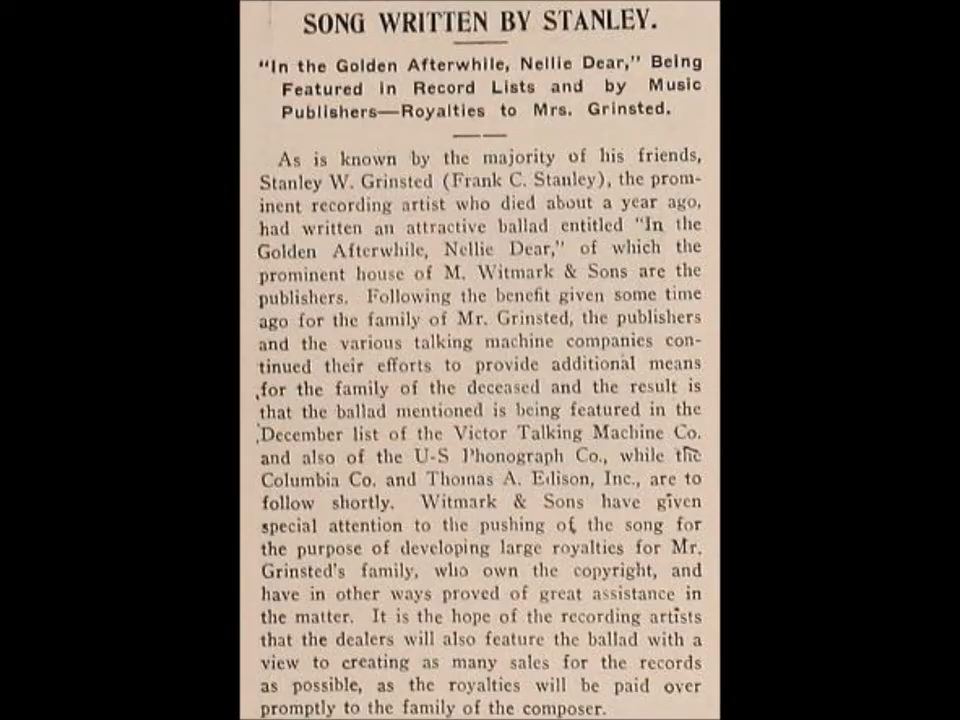 SONG WRITTEN BY STANLEY.
"In the Golden Afterwhile, Nellie Dear," Being
Featured in Record Lists and by Music
Publishers—Royalties to Mrs. Grinsted.
As is known by the majority of his friends,
Stanley W. Grinsted (Frank C. Stanley), the prom-
inent recording artist who died about a year ago,
had written an attractive ballad entitled "In the
Golden Afterwhile, Nellie Dear," of which the
prominent house of M. Witmark & Sons are the
publishers. Following the benefit given some time
ago for the family of Mr. Grinsted, the publishers
and the various talking machine companies con-
tinued their efforts to provide additional means
for the family of the deceased and the result is
that the ballad mentioned is being featured in the
December list of the Victor Talking Machine Co.
and also of the U-S Phonograph Co., while the
Columbia Co. and Thomas A. Edison, Inc., are to
follow shortly. Witmark & Sons have given
special attention to the pushing of the song for
the purpose of developing large royalties for Mr.
Grinsted's family, who own the copyright, and
have in other ways proved of great assistance in
the matter. It is the hope of the recording artists
that the dealers will also feature the ballad with a
view to creating as many sales for the records
as possible, as the royalties will be paid over
promptly to the family of the composer.